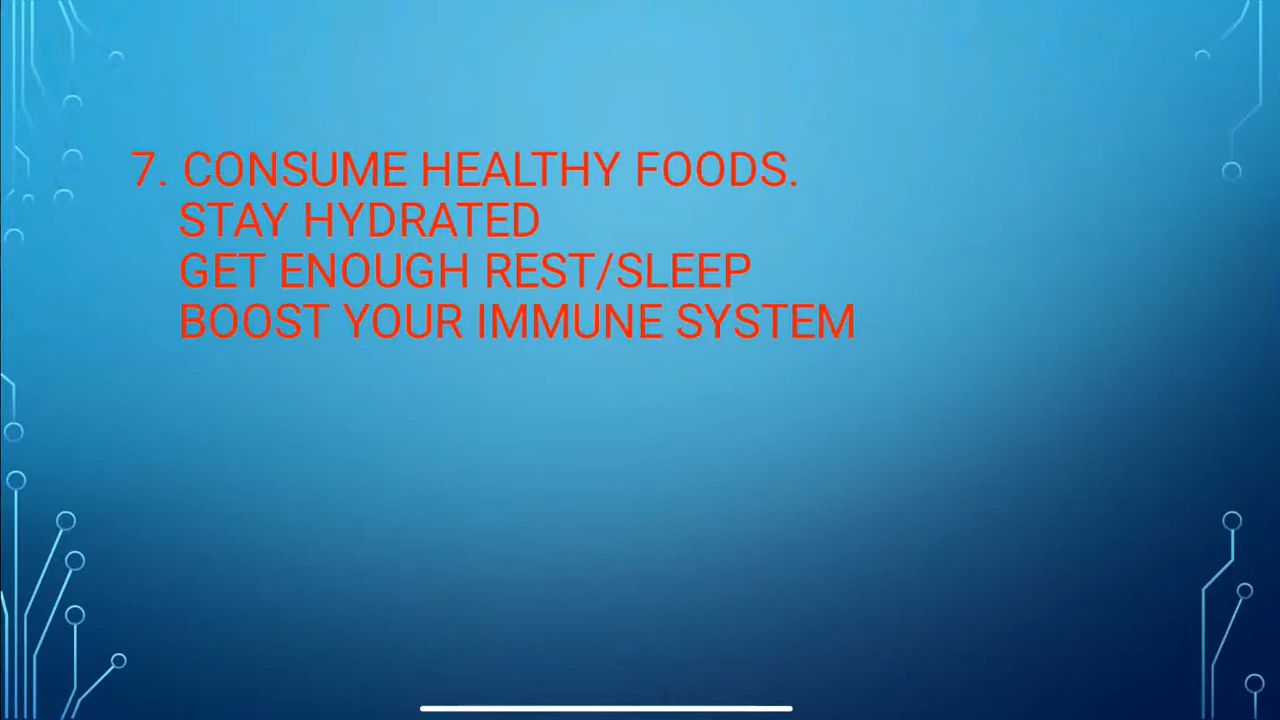 7. CONSUME HEALTHY FOODS.
STAY HYDRATED
GET ENOUGH REST/SLEEP
BOOST YOUR IMMUNE SYSTEM